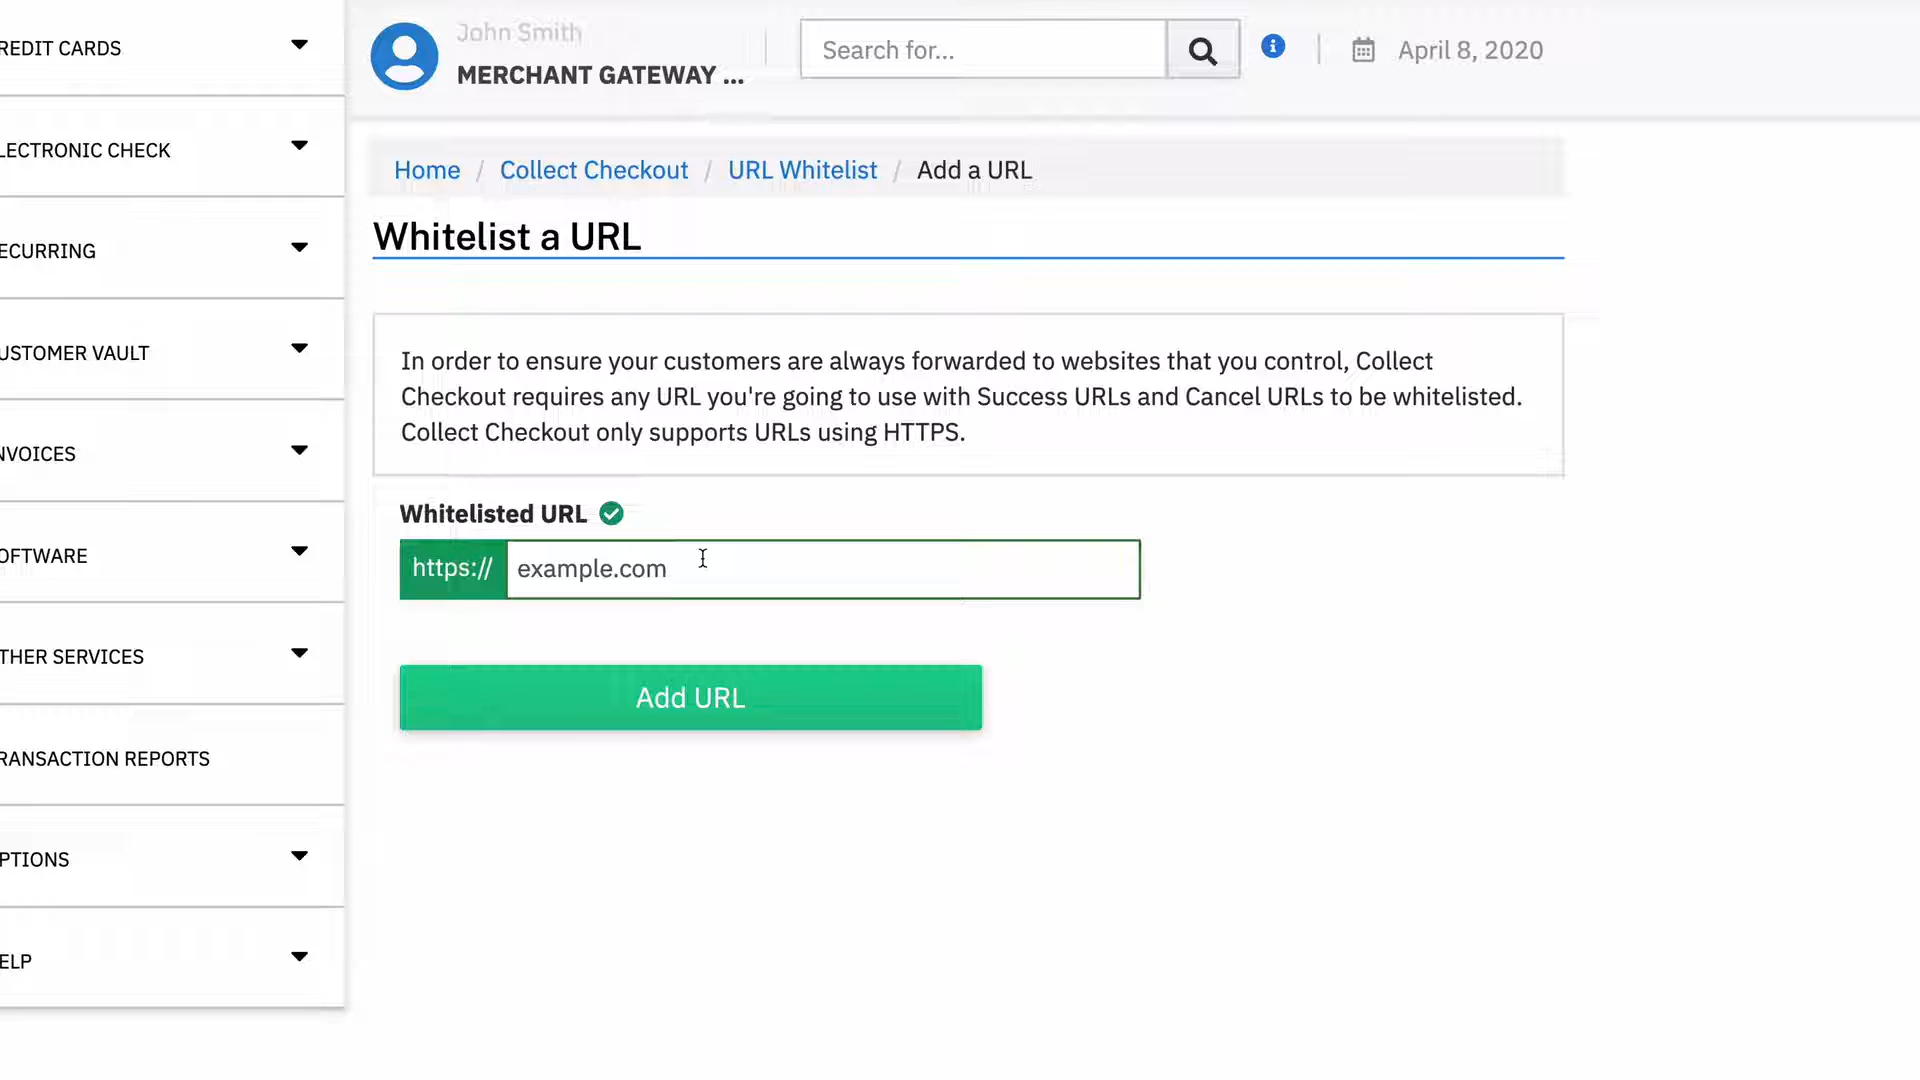 REDIT CARDS
LECTRONIC CHECK
ECURRING
USTOMER VAULT
NVOICES
OFTWARE
THER SERVICES
RANSACTION REPORTS
PTIONS
ELP
John Smith
MERCHANT GATEWAY ...
Search for...
April 8, 2020
Home / Collect Checkout / URL Whitelist / Add a URL
Whitelist a URL
In order to ensure your customers are always forwarded to websites that you control, Collect
Checkout requires any URL you're going to use with Success URLs and Cancel URLs to be whitelisted.
Collect Checkout only supports URLs using HTTPS.
Whitelisted URL
https:// example.com
Add URL